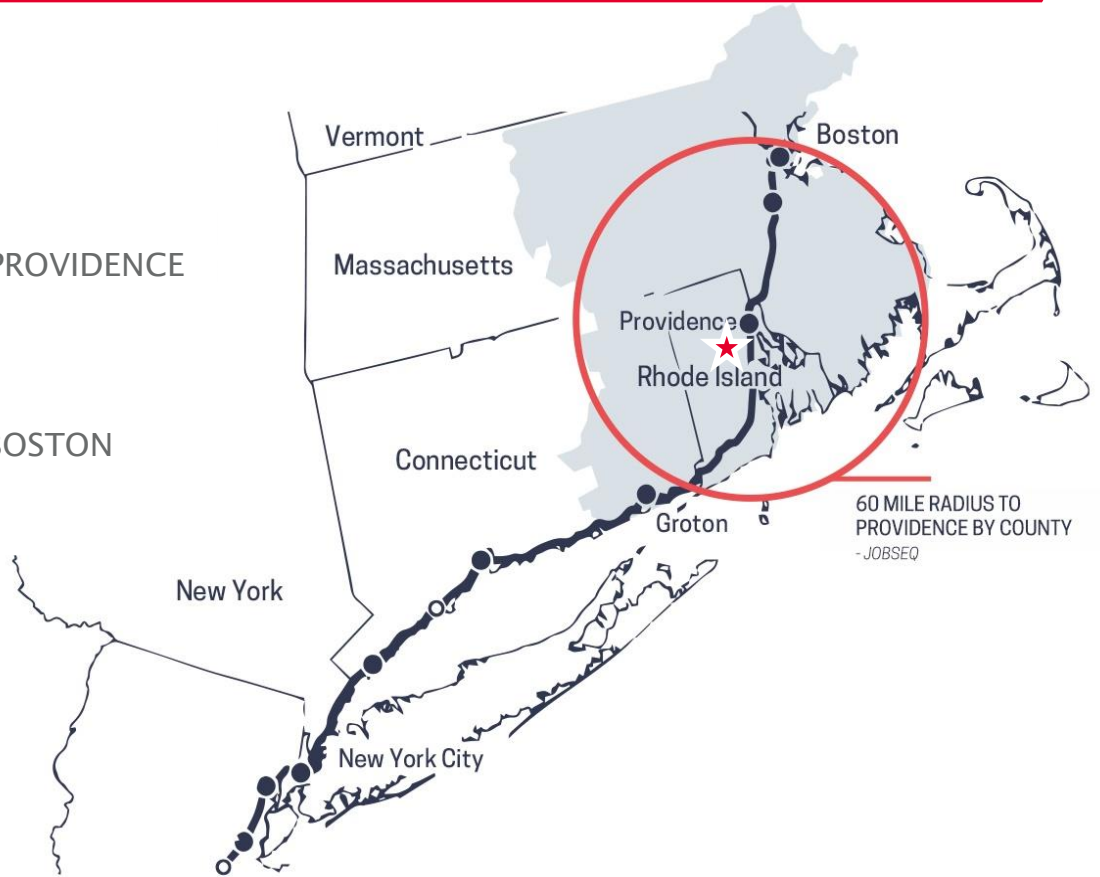 Vermont
Boston
PROVIDENCE
Massachusetts
Providence
Rhode Island
BOSTON
Connecticut
60 MILE RADIUS TO
PROVIDENCE BY COUNTY
- JOBSEQ
Groton
New York
New York City